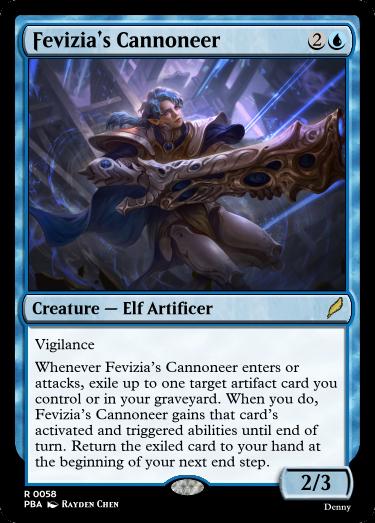 Fevizia's Cannoneer
2
Creature — Elf Artificer
Vigilance
Whenever Fevizia's Cannoneer enters or
attacks, exile up to one target artifact card you
control or in your graveyard. When you do,
Fevizia's Cannoneer gains that card's
activated and triggered abilities until end of
turn. Return the exiled card to your hand at
the beginning of your next end step.
2/3
R 0058
PBA Rayden Chen
Denny